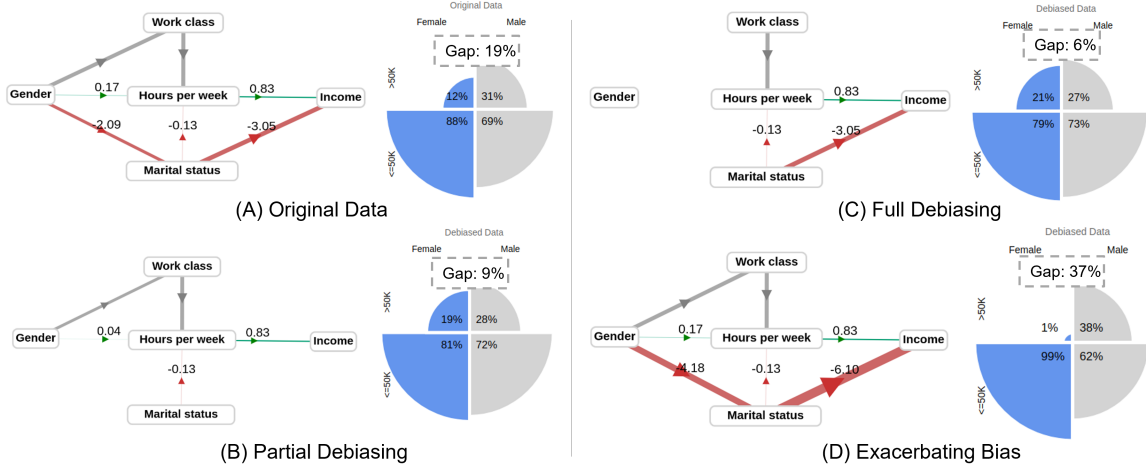 Original Data
Female Male
Gap: 19%
Work class
>50K
12% 31%
Gender 0.17 Hours per week 0.83 Income
88% 69%
-2.09 -0.13 -3.05
<=50K
Marital status
(A) Original Data
Debiased Data
Female Male
Gap: 6%
Work class
>50K
21% 27%
Gender Hours per week 0.83 Income
79% 73%
-0.13 -3.05
<=50K
Marital status
(C) Full Debiasing
Debiased Data
Female Male
Gap: 9%
Work class
>50K
19% 28%
Gender 0.04 Hours per week 0.83 Income
81% 72%
-0.13
<=50K
Marital status
(B) Partial Debiasing
Debiased Data
Female Male
Gap: 37%
Work class
>50K
1% 38%
Gender 0.17 Hours per week 0.83 Income
99% 62%
-4.18 -0.13 -6.10
<=50K
Marital status
(D) Exacerbating Bias